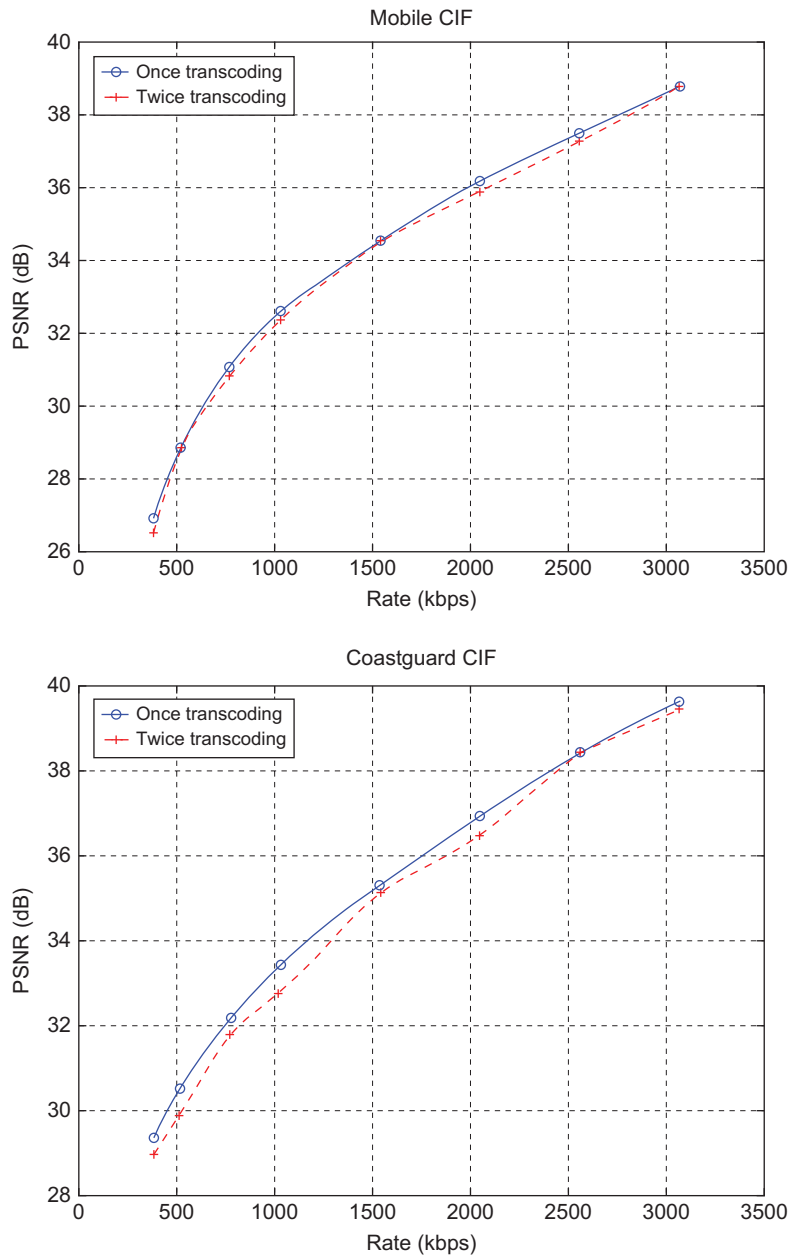 Mobile CIF
40
38
36
34
32
30
28
26
PSNR (dB)
Once transcoding
Twice transcoding
0 500 1000 1500 2000 2500 3000 3500
Rate (kbps)
Coastguard CIF
40
38
36
34
32
30
28
PSNR (dB)
Once transcoding
Twice transcoding
0 500 1000 1500 2000 2500 3000 3500
Rate (kbps)